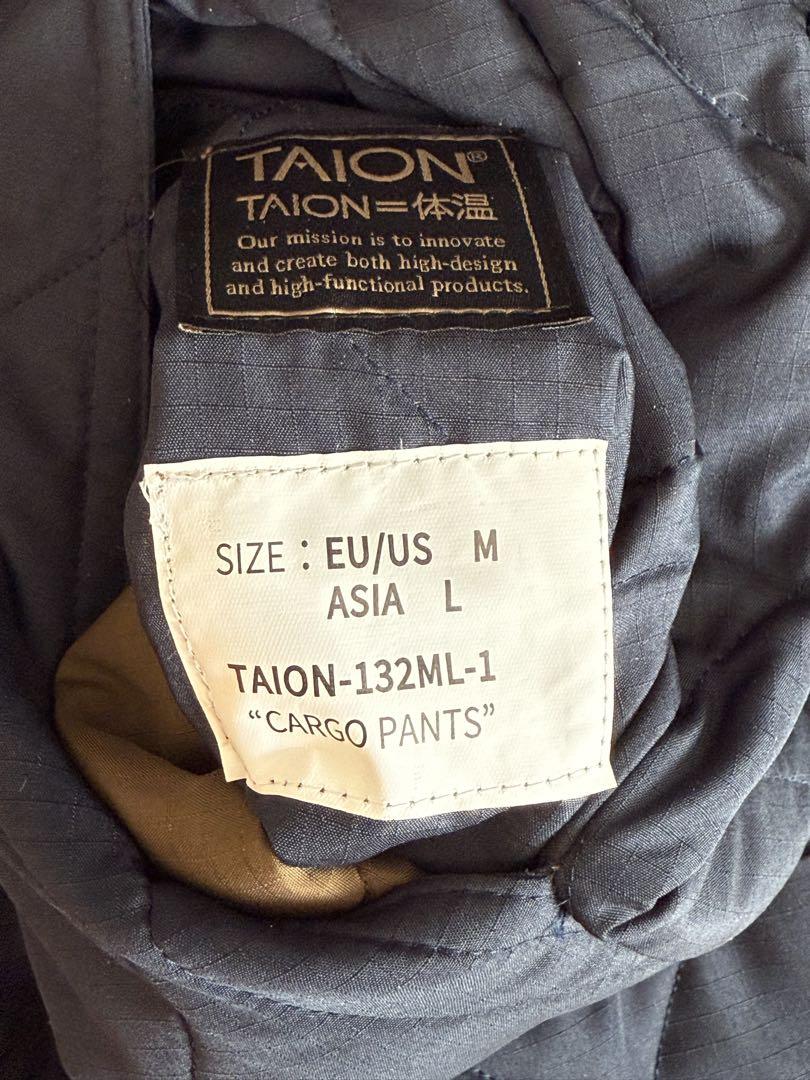 TAION®
TAION=体温
Our mission is to innovate
and create both high-design
and high-functional products.
SIZE : EU/US M
ASIA L
TAION-132ML-1
“CARGO PANTS”